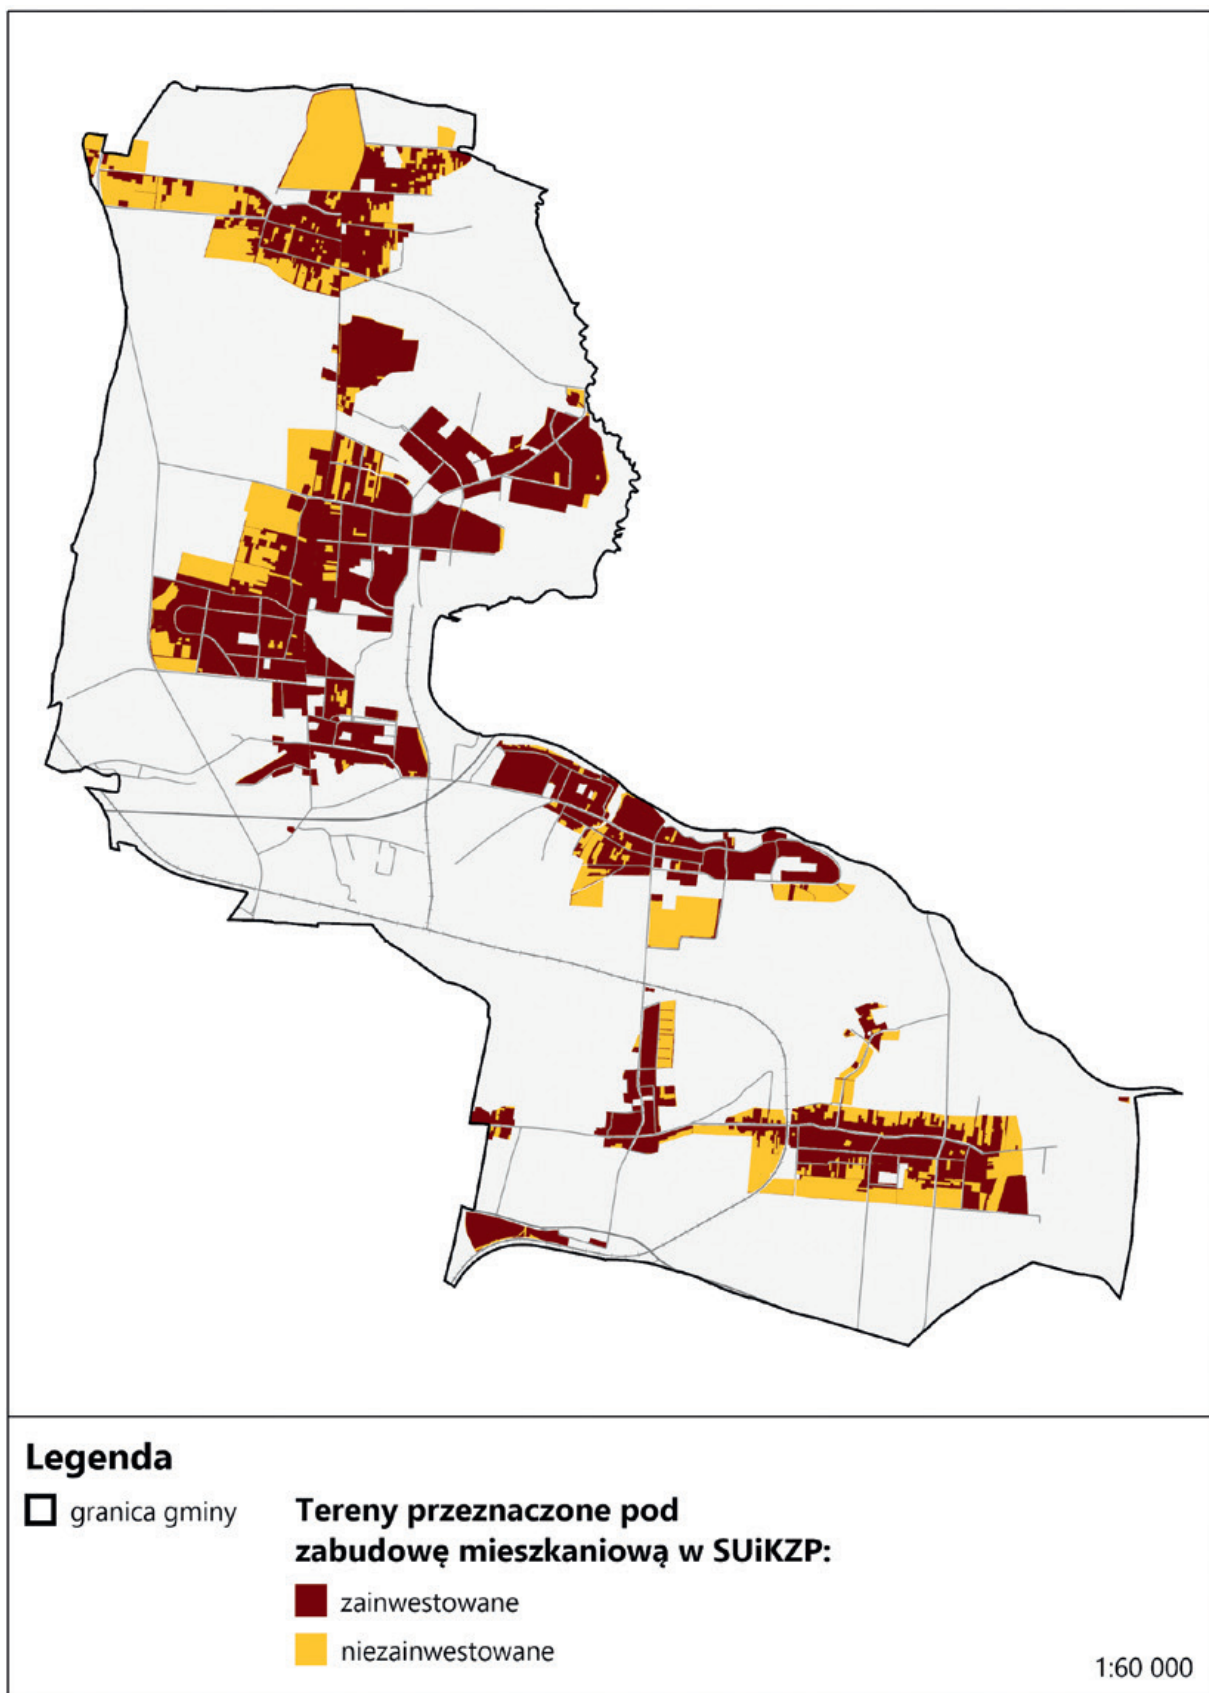 Legenda
granica gminy
Tereny przeznaczone pod
zabudowę mieszkaniową w SUiKZP:
zainwestowane
niezainwestowane
1:60 000